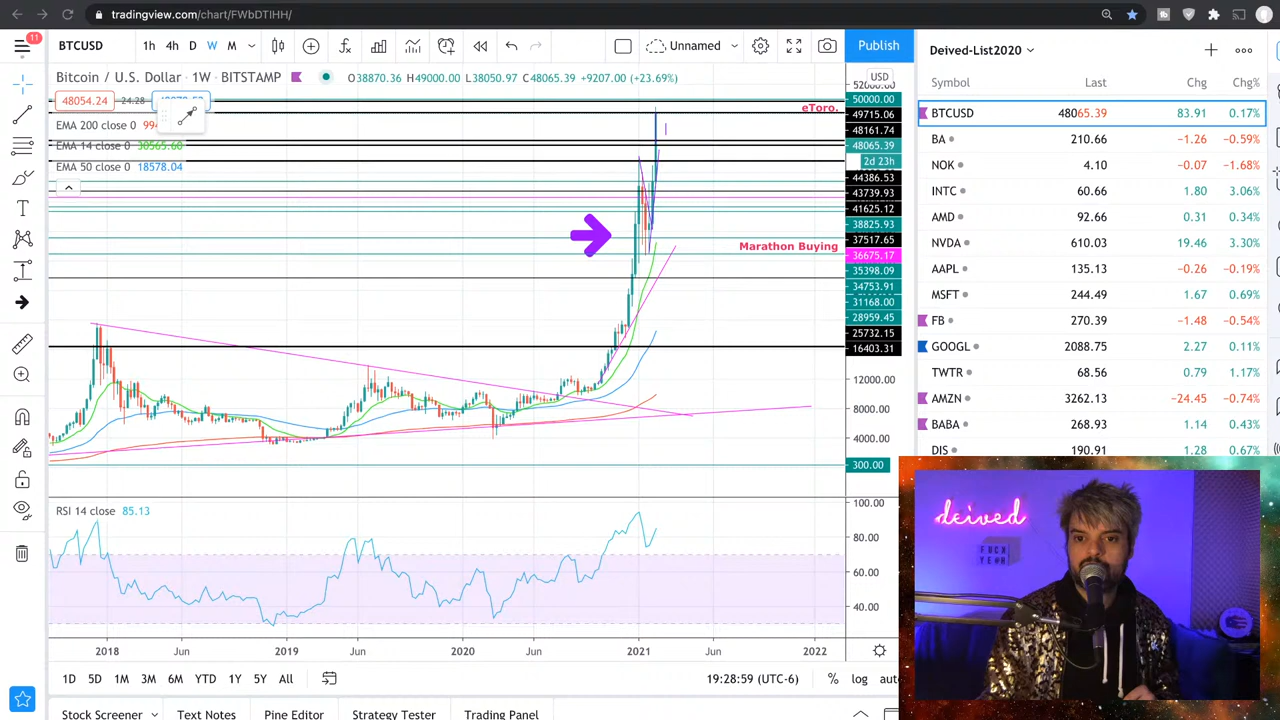 tradingview.com/chart/FWbDTIHH/
11
BTCUSD
1h 4h D W M
Unnamed
Publish
Bitcoin / U.S. Dollar 1W BITSTAMP
O38870.36 H49000.00 L38050.97 C48065.39 +9207.00 (+23.69%)
48054.24 24.28
EMA 200 close 0
EMA 14 close 0 30565.60
EMA 50 close 0 18578.04
eToro.
Marathon Buying
USD
52000.00
50000.00
49715.06
48161.74
48065.39
2d 23h
44386.53
43739.93
41625.12
38825.93
37517.65
36675.17
35398.09
34753.91
31168.00
28959.45
25732.15
16403.31
12000.00
8000.00
4000.00
300.00
RSI 14 close 85.13
100.00
80.00
60.00
40.00
2018 Jun 2019 Jun 2020 Jun 2021 Jun 2022
1D 5D 1M 3M 6M YTD 1Y 5Y All
19:28:59 (UTC-6) % log
Stock Screener Text Notes Pine Editor Strategy Tester Trading Panel
Deived-List2020
Symbol Last Chg Chg%
BTCUSD 48065.39 83.91 0.17%
BA 210.66 −1.26 −0.59%
NOK 4.10 −0.07 −1.68%
INTC 60.66 1.80 3.06%
AMD 92.66 0.31 0.34%
NVDA 610.03 19.46 3.30%
AAPL 135.13 −0.26 −0.19%
MSFT 244.49 1.67 0.69%
FB 270.39 −1.48 −0.54%
GOOGL 2088.75 2.27 0.11%
TWTR 68.56 0.79 1.17%
AMZN 3262.13 −24.45 −0.74%
BABA 268.93 1.14 0.43%
DIS 190.91 1.28 0.67%
deived
FUCK
YEAR